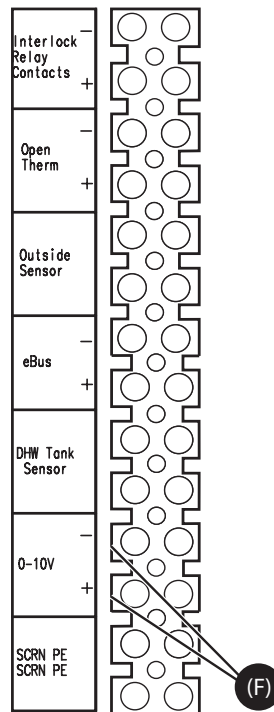 Interlock
Relay
Contacts
−
+
Open
Therm
−
+
Outside
Sensor
eBus
−
+
DHW Tank
Sensor
0-10V
−
+
SCRN PE
SCRN PE
(F)